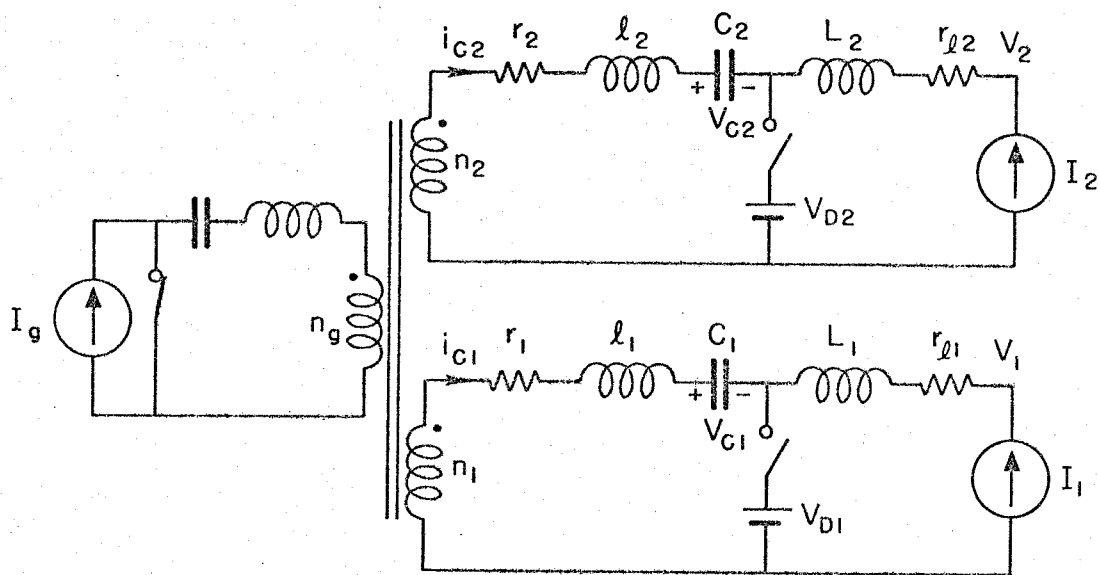 i_C2 r_2 ℓ_2 C_2 L_2 r_ℓ2 V_2
+ −
V_C2
n_2
V_D2
I_2
I_g
n_g
i_C1 r_1 ℓ_1 C_1 L_1 r_ℓ1 V_1
+ −
V_C1
n_1
V_D1
I_1